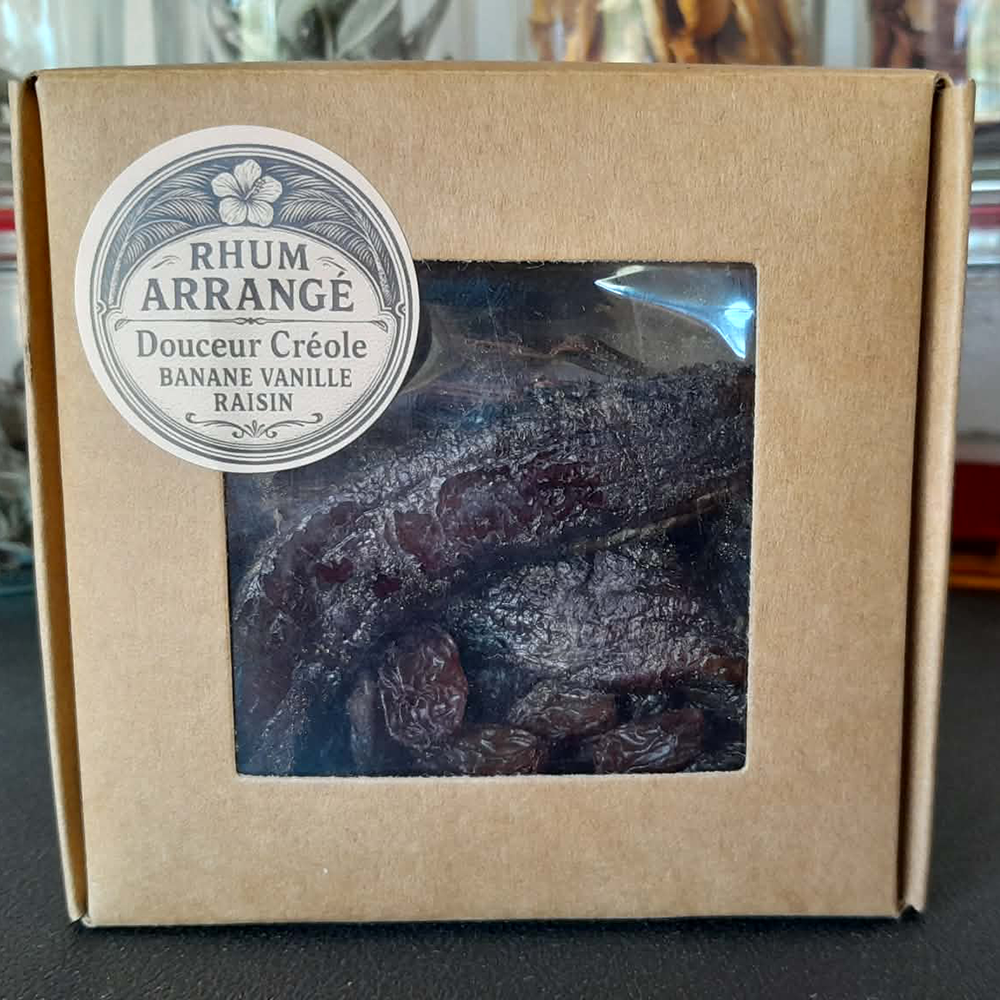 RHUM
ARRANGÉ
Douceur Créole
BANANE VANILLE
RAISIN